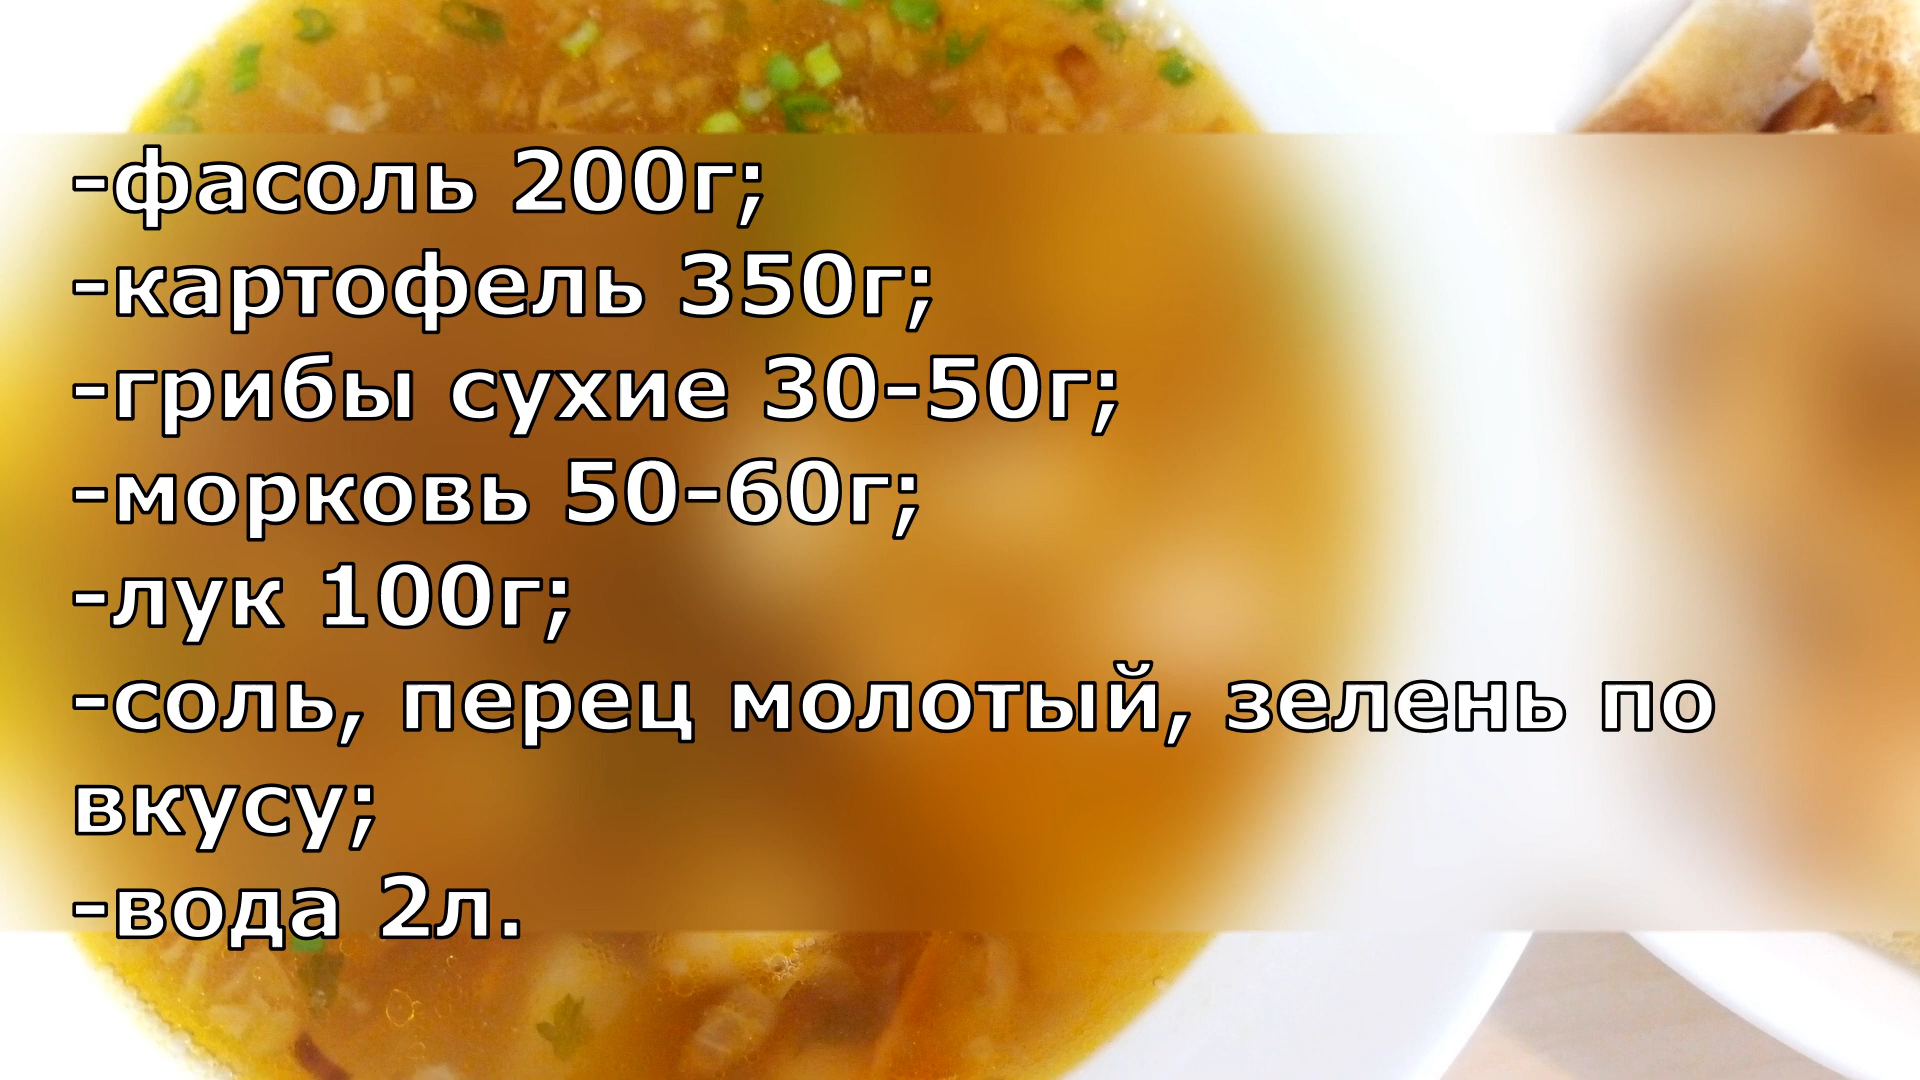 -фасоль 200г;
-картофель 350г;
-грибы сухие 30-50г;
-морковь 50-60г;
-лук 100г;
-соль, перец молотый, зелень по
вкусу;
-вода 2л.